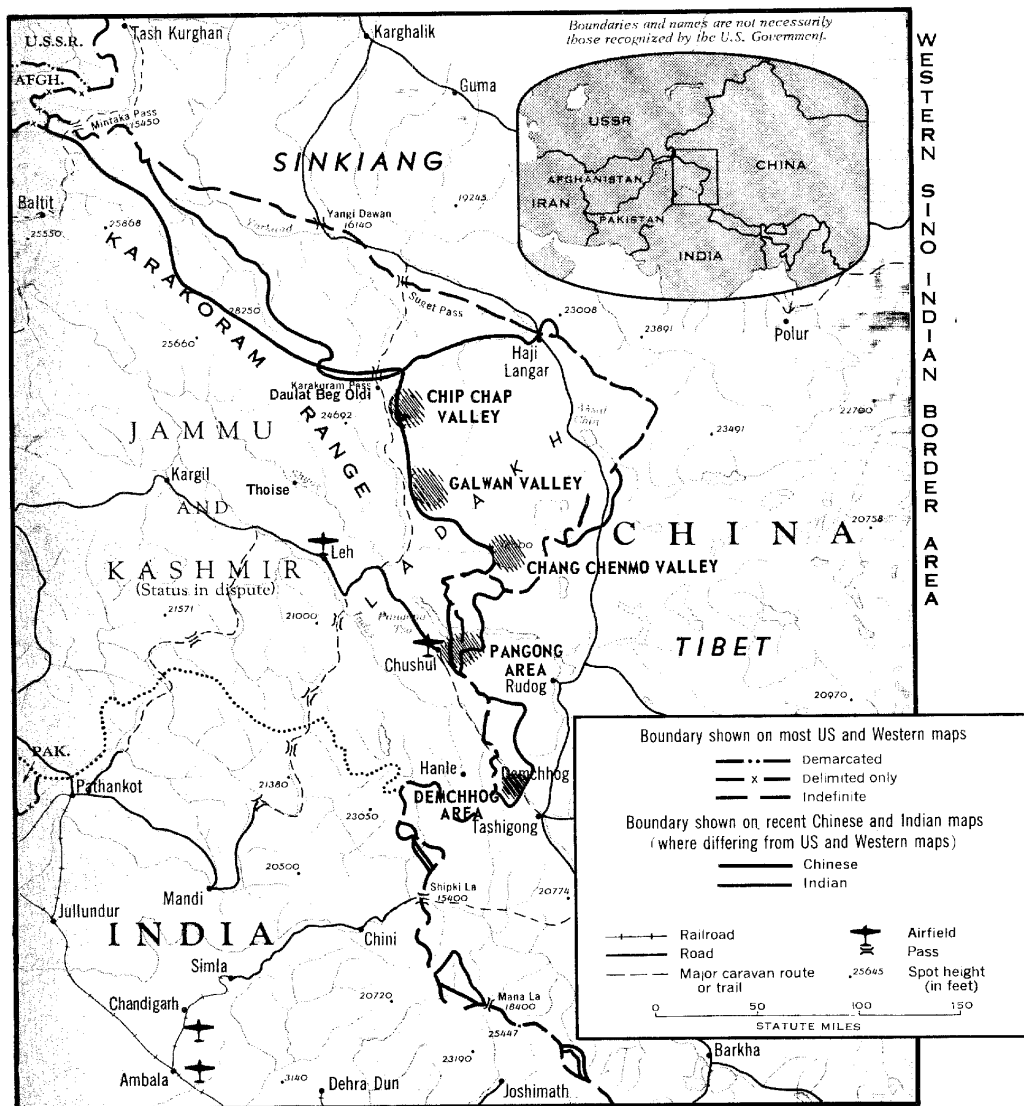 Boundaries and names are not necessarily
those recognized by the U.S. Government.
WESTERN SINO INDIAN BORDER AREA
U.S.S.R.
AFGH.
Tash Kurghan
Karghalik
Guma
Mintaka Pass
15450
SINKIANG
USSR
CHINA
AFGHANISTAN
IRAN
PAKISTAN
INDIA
Baltit
25550
25868
19245
Yangi Dawan
16140
KARAKORAM
RANGE
Suget Pass
28250
25660
23008
23891
Polur
Haji
Langar
Karakoram Pass
Daulat Beg Oldi
24692
CHIP CHAP
VALLEY
22760
23491
JAMMU
AND
KASHMIR
(Status in dispute)
Kargil
Thoise
GALWAN VALLEY
LADAKH
20758
CHINA
Leh
CHANG CHENMO VALLEY
21571
21000
Chushul
PANGONG
AREA
Rudog
TIBET
20970
PAK.
Pathankot
21380
Hanle
Demchhog
DEMCHHOG
AREA
23050
Tashigong
20500
Mandi
Shipki La
15400
20774
Jullundur
INDIA
Chini
Simla
Chandigarh
20720
Mana La
18400
25447
23190
Ambala
3140
Dehra Dun
Joshimath
Barkha
Boundary shown on most US and Western maps
Demarcated
Delimited only
Indefinite
Boundary shown on recent Chinese and Indian maps
(where differing from US and Western maps)
Chinese
Indian
Railroad
Road
Major caravan route
or trail
Airfield
Pass
25645 Spot height
(in feet)
0 50 100 150
STATUTE MILES